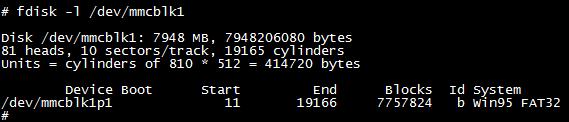 # fdisk -l /dev/mmcblk1
Disk /dev/mmcblk1: 7948 MB, 7948206080 bytes
81 heads, 10 sectors/track, 19165 cylinders
Units = cylinders of 810 * 512 = 414720 bytes
Device Boot Start End Blocks Id System
/dev/mmcblk1p1 11 19166 7757824 b Win95 FAT32
#